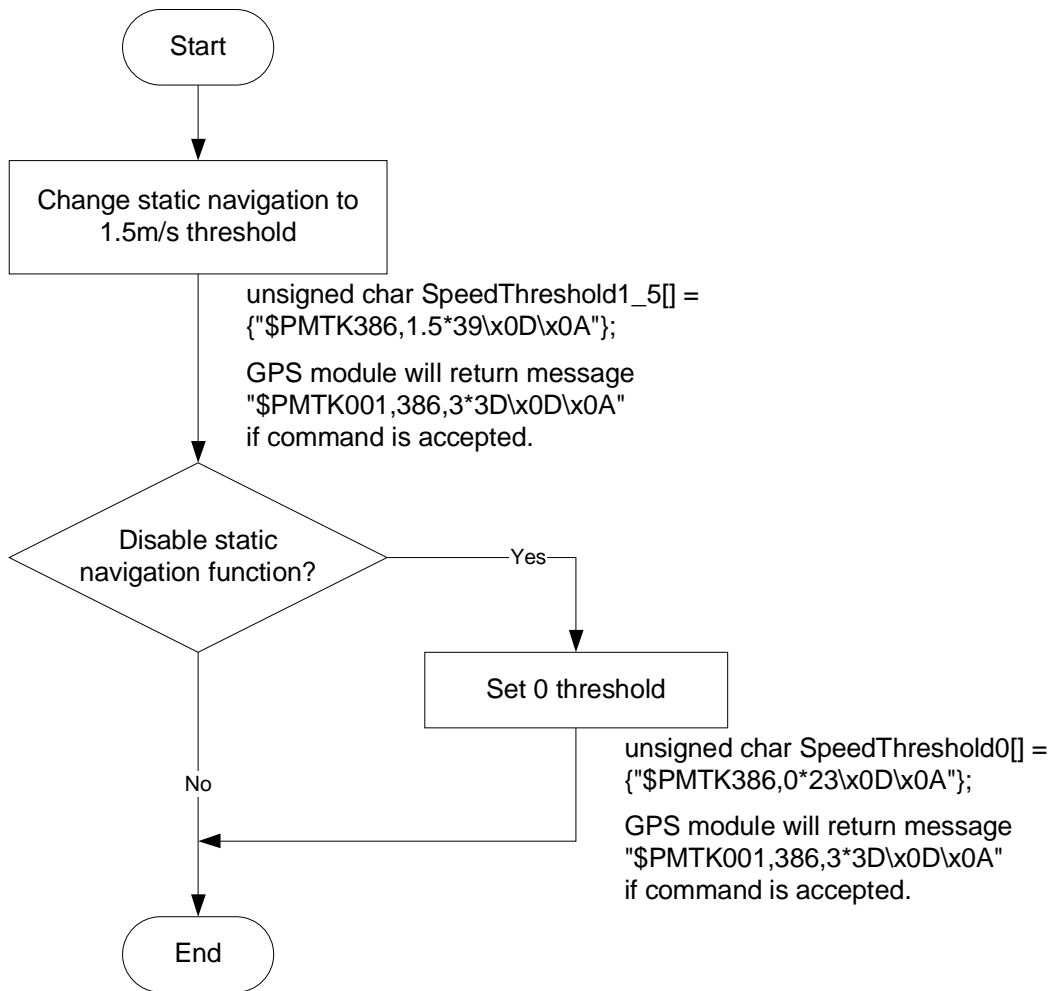 Start
Change static navigation to
1.5m/s threshold
unsigned char SpeedThreshold1_5[] =
{"$PMTK386,1.5*39\x0D\x0A"};
GPS module will return message
"$PMTK001,386,3*3D\x0D\x0A"
if command is accepted.
Disable static
navigation function?
Yes
Set 0 threshold
unsigned char SpeedThreshold0[] =
{"$PMTK386,0*23\x0D\x0A"};
No
GPS module will return message
"$PMTK001,386,3*3D\x0D\x0A"
if command is accepted.
End